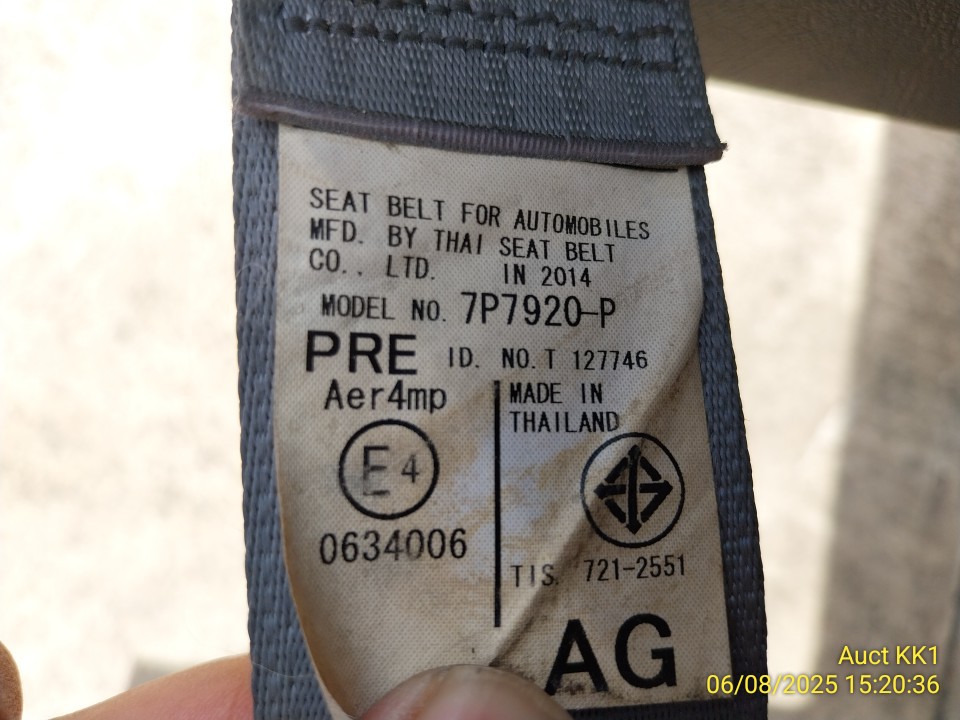 SEAT BELT FOR AUTOMOBILES
MFD. BY THAI SEAT BELT
CO., LTD. IN 2014
MODEL NO. 7P7920-P
PRE ID. NO. T 127746
Aer4mp
MADE IN
THAILAND
E4
0634006
TIS. 721-2551
AG
Auct KK1
06/08/2025 15:20:36